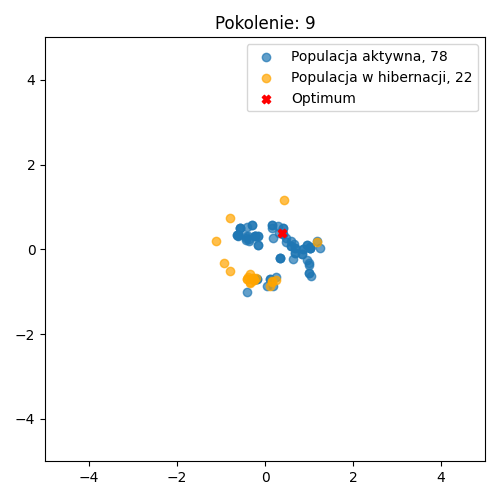 Pokolenie: 9
Populacja aktywna, 78
Populacja w hibernacji, 22
Optimum
4
2
0
−2
−4
−4
−2
0
2
4